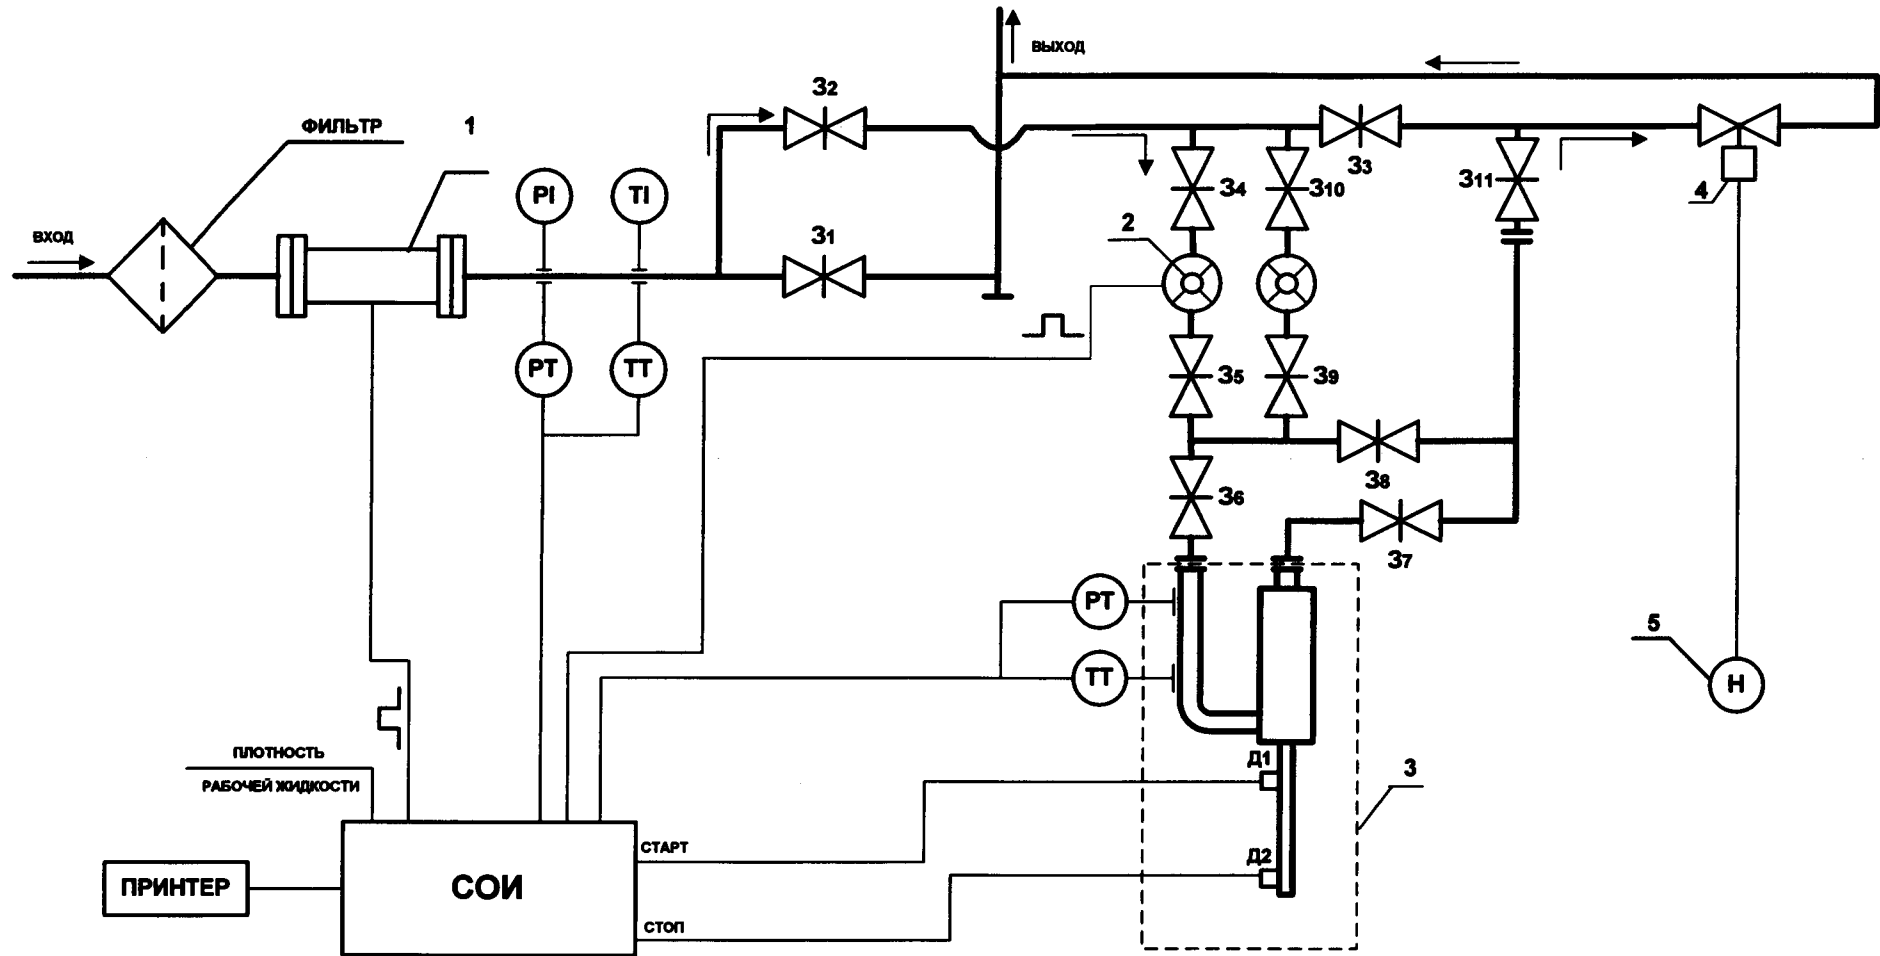 ВЫХОД
З2
ФИЛЬТР
1
PI
TI
З4
З10
З3
З11
4
ВХОД
З1
2
PT
TT
З5
З9
З8
З6
З7
PT
5
TT
H
ПЛОТНОСТЬ
РАБОЧЕЙ ЖИДКОСТИ
Д1
3
СТАРТ
Д2
ПРИНТЕР
СОИ
СТОП